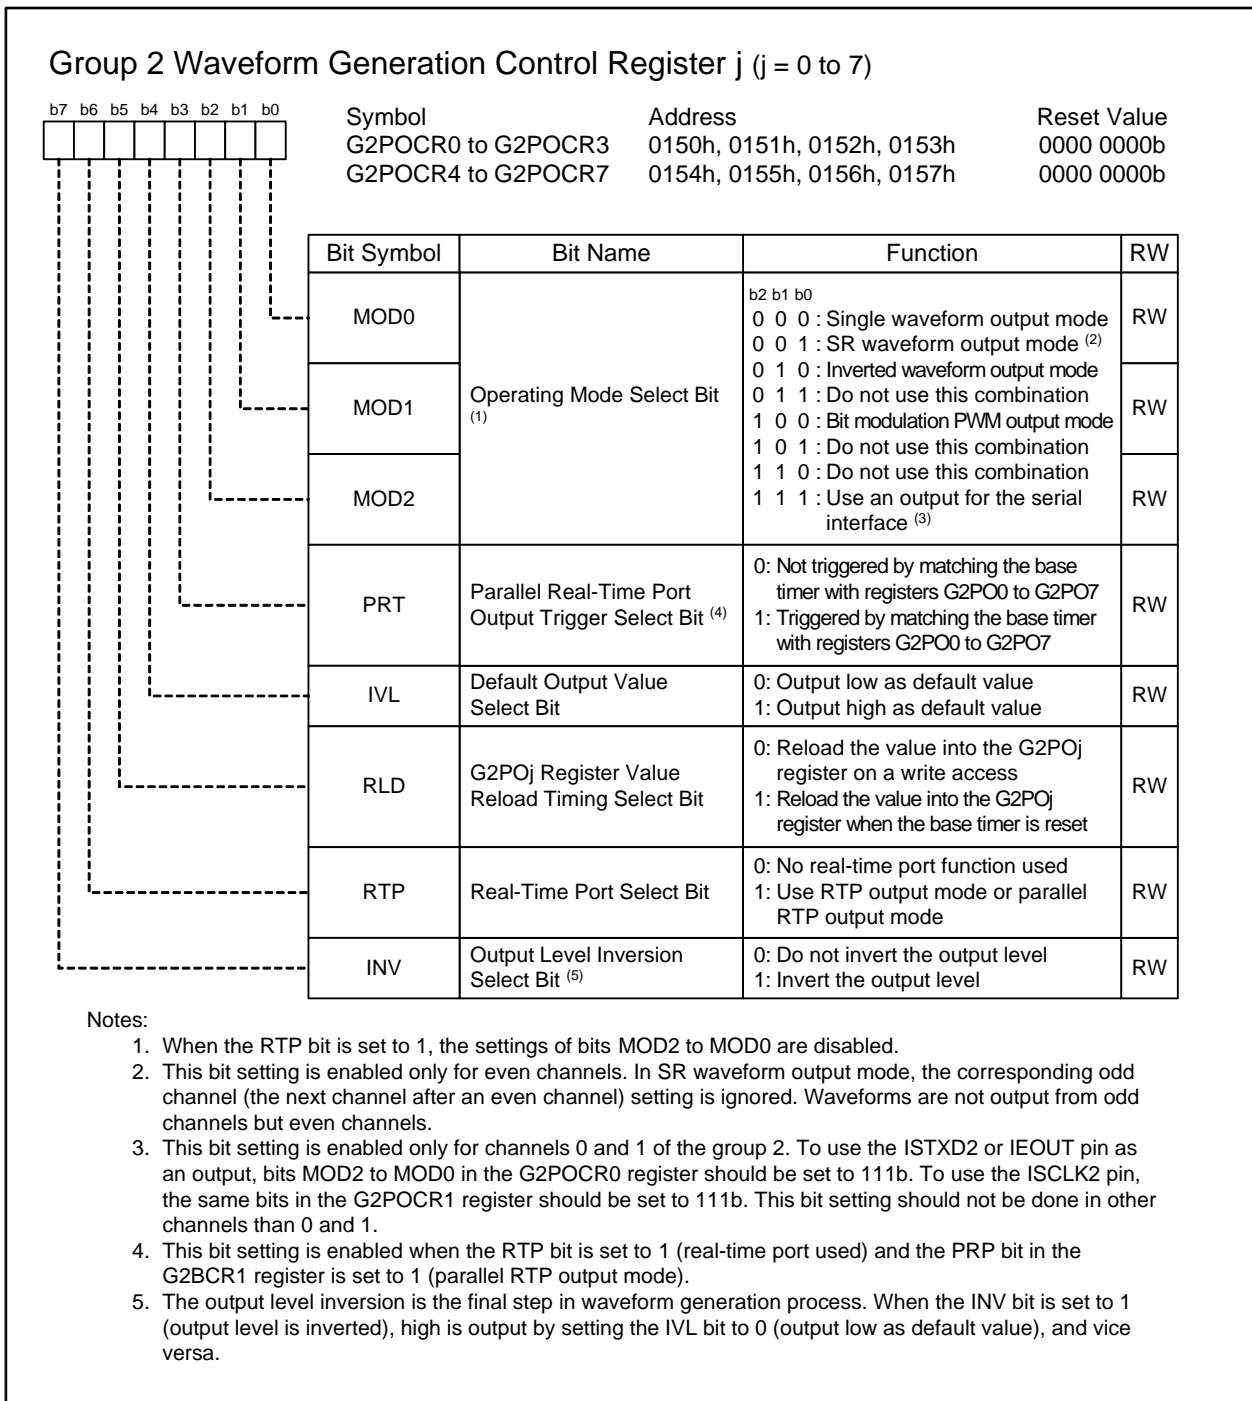 Group 2 Waveform Generation Control Register j (j = 0 to 7)
b7 b6 b5 b4 b3 b2 b1 b0
Symbol Address Reset Value
G2POCR0 to G2POCR3 0150h, 0151h, 0152h, 0153h 0000 0000b
G2POCR4 to G2POCR7 0154h, 0155h, 0156h, 0157h 0000 0000b
Bit Symbol Bit Name Function RW
MOD0 RW
MOD1 RW
MOD2 RW
Operating Mode Select Bit
(1)
b2 b1 b0
0 0 0 : Single waveform output mode
0 0 1 : SR waveform output mode (2)
0 1 0 : Inverted waveform output mode
0 1 1 : Do not use this combination
1 0 0 : Bit modulation PWM output mode
1 0 1 : Do not use this combination
1 1 0 : Do not use this combination
1 1 1 : Use an output for the serial
interface (3)
PRT
Parallel Real-Time Port
Output Trigger Select Bit (4)
0: Not triggered by matching the base
timer with registers G2PO0 to G2PO7
1: Triggered by matching the base timer
with registers G2PO0 to G2PO7
RW
IVL
Default Output Value
Select Bit
0: Output low as default value
1: Output high as default value
RW
RLD
G2POj Register Value
Reload Timing Select Bit
0: Reload the value into the G2POj
register on a write access
1: Reload the value into the G2POj
register when the base timer is reset
RW
RTP
Real-Time Port Select Bit
0: No real-time port function used
1: Use RTP output mode or parallel
RTP output mode
RW
INV
Output Level Inversion
Select Bit (5)
0: Do not invert the output level
1: Invert the output level
RW
Notes:
1. When the RTP bit is set to 1, the settings of bits MOD2 to MOD0 are disabled.
2. This bit setting is enabled only for even channels. In SR waveform output mode, the corresponding odd
channel (the next channel after an even channel) setting is ignored. Waveforms are not output from odd
channels but even channels.
3. This bit setting is enabled only for channels 0 and 1 of the group 2. To use the ISTXD2 or IEOUT pin as
an output, bits MOD2 to MOD0 in the G2POCR0 register should be set to 111b. To use the ISCLK2 pin,
the same bits in the G2POCR1 register should be set to 111b. This bit setting should not be done in other
channels than 0 and 1.
4. This bit setting is enabled when the RTP bit is set to 1 (real-time port used) and the PRP bit in the
G2BCR1 register is set to 1 (parallel RTP output mode).
5. The output level inversion is the final step in waveform generation process. When the INV bit is set to 1
(output level is inverted), high is output by setting the IVL bit to 0 (output low as default value), and vice
versa.